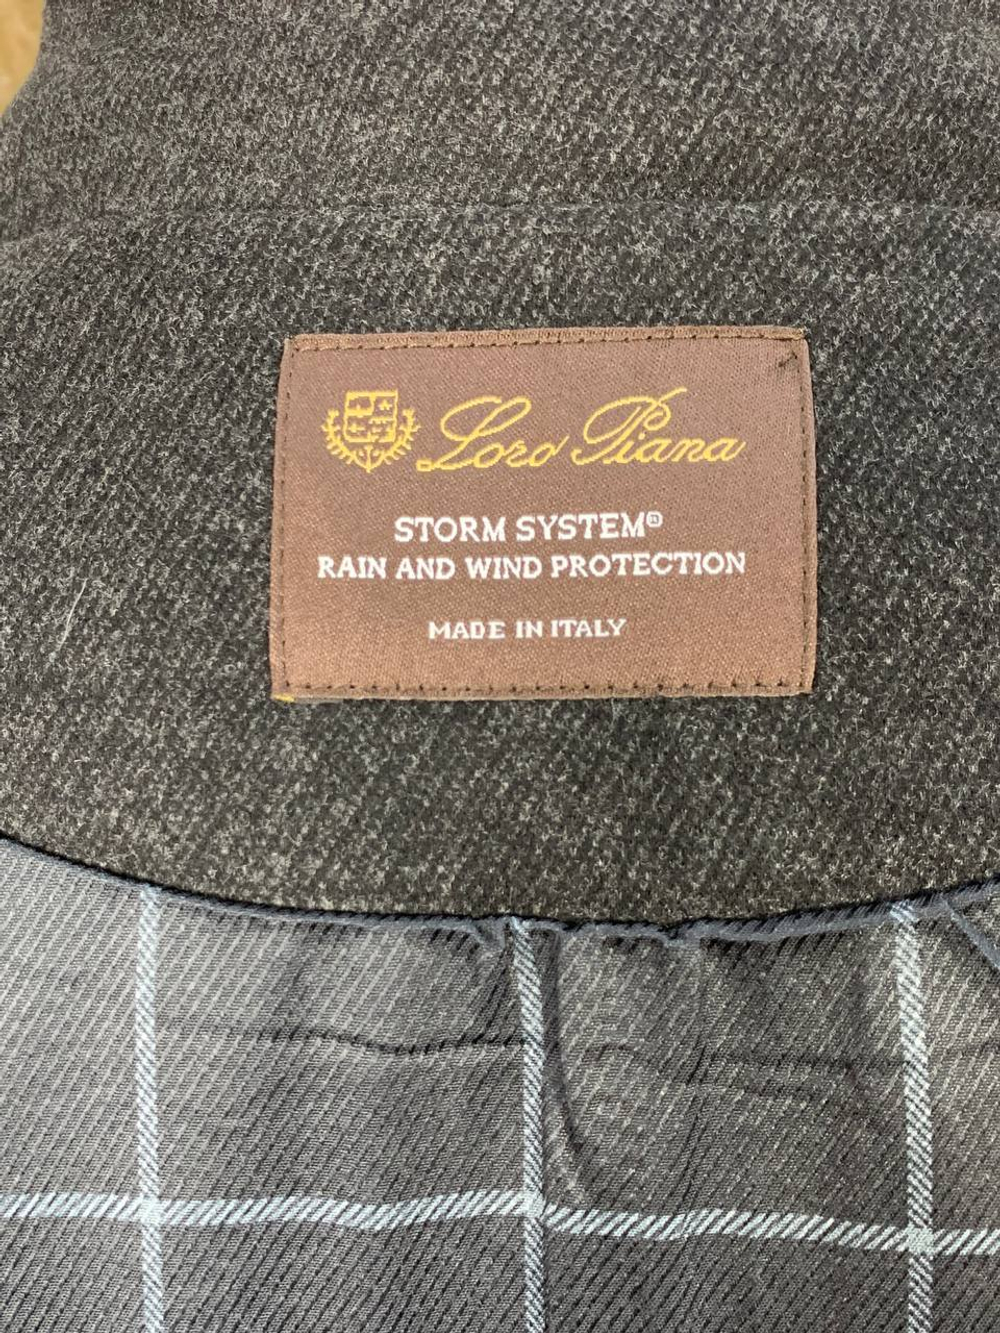 Loro Piana
STORM SYSTEM®
RAIN AND WIND PROTECTION
MADE IN ITALY